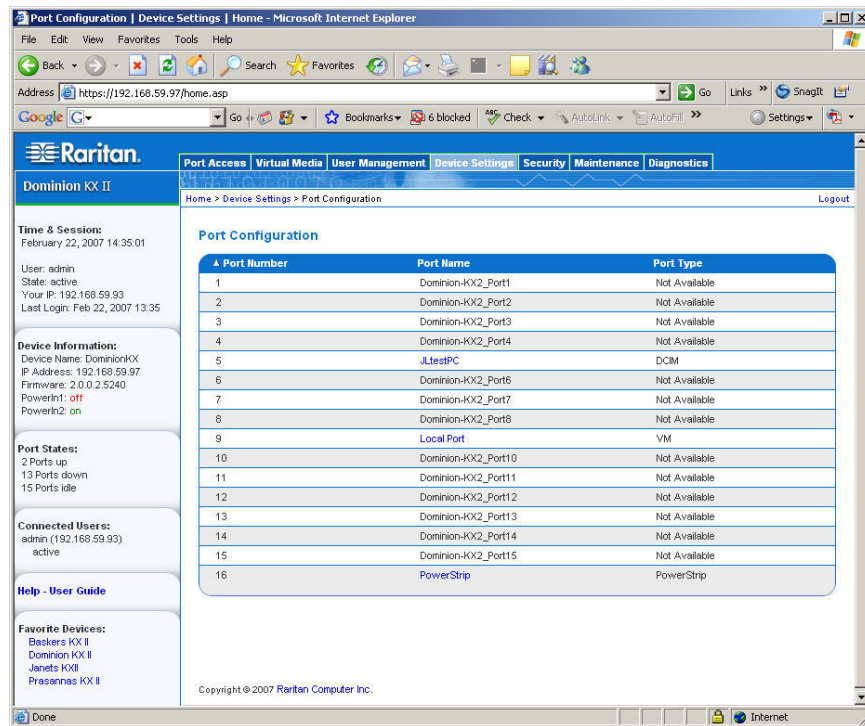 Port Configuration | Device Settings | Home - Microsoft Internet Explorer
File Edit View Favorites Tools Help
Back Search Favorites
Address https://192.168.59.97/home.asp Go Links » SnagIt
Google G Go Bookmarks 6 blocked ABC Check AutoLink AutoFill » Settings
Raritan.
Port Access Virtual Media User Management Device Settings Security Maintenance Diagnostics
Dominion KX II
Home > Device Settings > Port Configuration Logout
Time & Session:
February 22, 2007 14:35:01
User: admin
State: active
Your IP: 192.168.59.93
Last Login: Feb 22, 2007 13:35
Device Information:
Device Name: DominionKX
IP Address: 192.168.59.97
Firmware: 2.0.0.2.5240
PowerIn1: off
PowerIn2: on
Port States:
2 Ports up
13 Ports down
15 Ports idle
Connected Users:
admin (192.168.59.93)
active
Help - User Guide
Favorite Devices:
Baskers KX II
Dominion KX II
Janets KXII
Prasannas KX II
Port Configuration
▲ Port Number Port Name Port Type
1 Dominion-KX2_Port1 Not Available
2 Dominion-KX2_Port2 Not Available
3 Dominion-KX2_Port3 Not Available
4 Dominion-KX2_Port4 Not Available
5 JLtestPC DCIM
6 Dominion-KX2_Port6 Not Available
7 Dominion-KX2_Port7 Not Available
8 Dominion-KX2_Port8 Not Available
9 Local Port VM
10 Dominion-KX2_Port10 Not Available
11 Dominion-KX2_Port11 Not Available
12 Dominion-KX2_Port12 Not Available
13 Dominion-KX2_Port13 Not Available
14 Dominion-KX2_Port14 Not Available
15 Dominion-KX2_Port15 Not Available
16 PowerStrip PowerStrip
Copyright © 2007 Raritan Computer Inc.
Done Internet